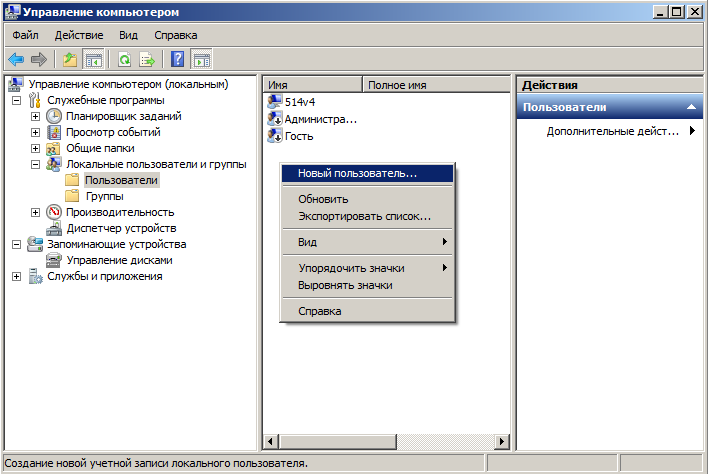 Управление компьютером
Файл Действие Вид Справка
Управление компьютером (локальным)
Служебные программы
Планировщик заданий
Просмотр событий
Общие папки
Локальные пользователи и группы
Пользователи
Группы
Производительность
Диспетчер устройств
Запоминающие устройства
Управление дисками
Службы и приложения
Имя Полное имя
514v4
Администра...
Гость
Новый пользователь...
Обновить
Экспортировать список...
Вид
Упорядочить значки
Выровнять значки
Справка
Действия
Пользователи
Дополнительные дейст...
Создание новой учетной записи локального пользователя.